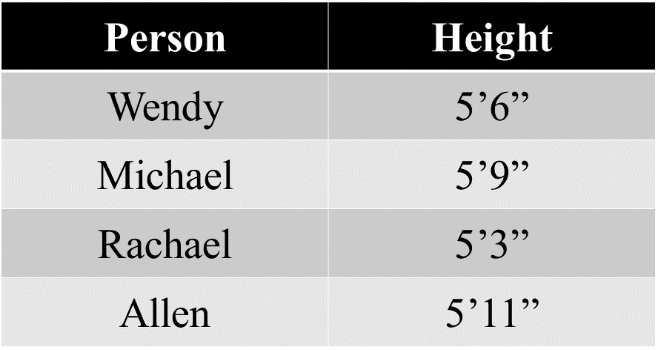 Person Height
Wendy 5’6”
Michael 5’9”
Rachael 5’3”
Allen 5’11”